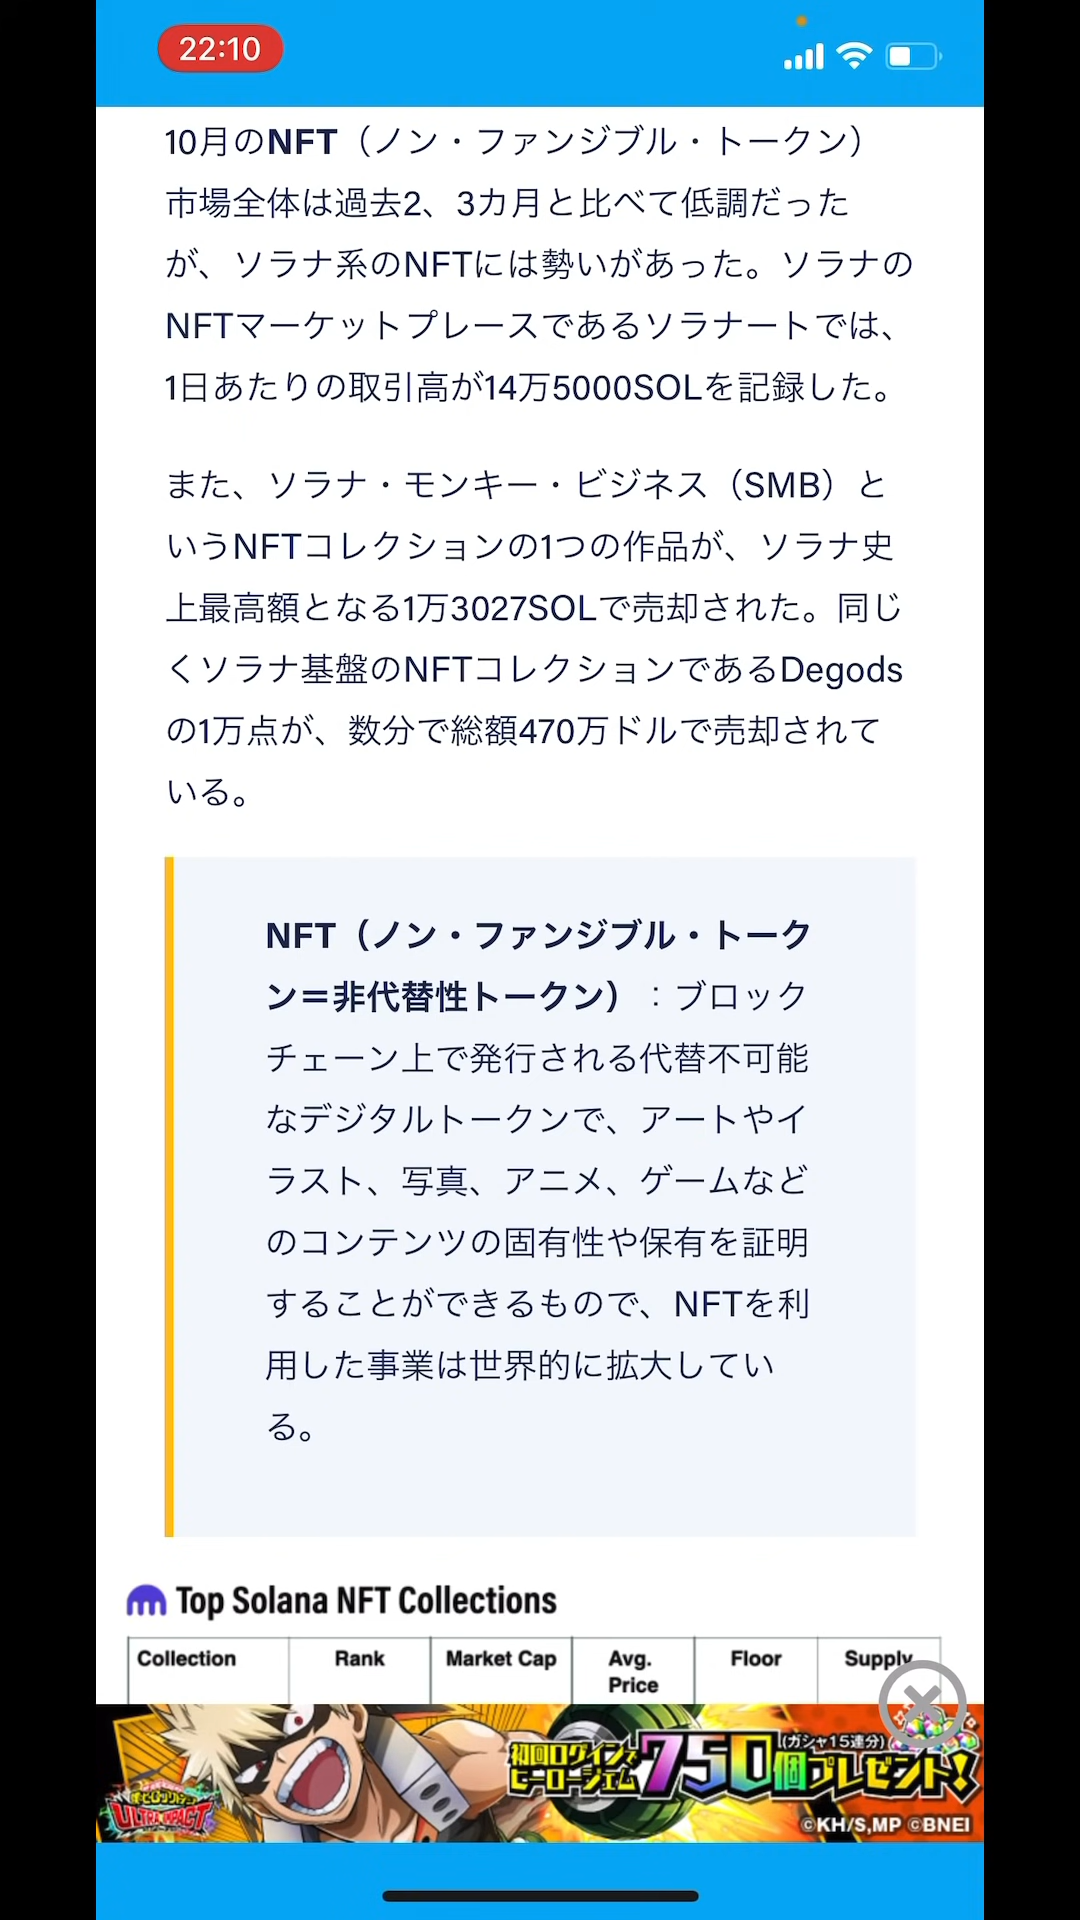 22:10
10月のNFT（ノン・ファンジブル・トークン）
市場全体は過去2、3カ月と比べて低調だった
が、ソラナ系のNFTには勢いがあった。ソラナの
NFTマーケットプレースであるソラナートでは、
1日あたりの取引高が14万5000SOLを記録した。
また、ソラナ・モンキー・ビジネス（SMB）と
いうNFTコレクションの1つの作品が、ソラナ史
上最高額となる1万3027SOLで売却された。同じ
くソラナ基盤のNFTコレクションであるDegods
の1万点が、数分で総額470万ドルで売却されて
いる。
NFT（ノン・ファンジブル・トーク
ン＝非代替性トークン）：ブロック
チェーン上で発行される代替不可能
なデジタルトークンで、アートやイ
ラスト、写真、アニメ、ゲームなど
のコンテンツの固有性や保有を証明
することができるもので、NFTを利
用した事業は世界的に拡大してい
る。
Top Solana NFT Collections
Collection Rank Market Cap Avg. Price Floor Supply
初回ログインで
ヒーロージェム750個プレゼント！
(ガシャ15連分)
ULTRA IMPACT
©KH/S,MP ©BNEI